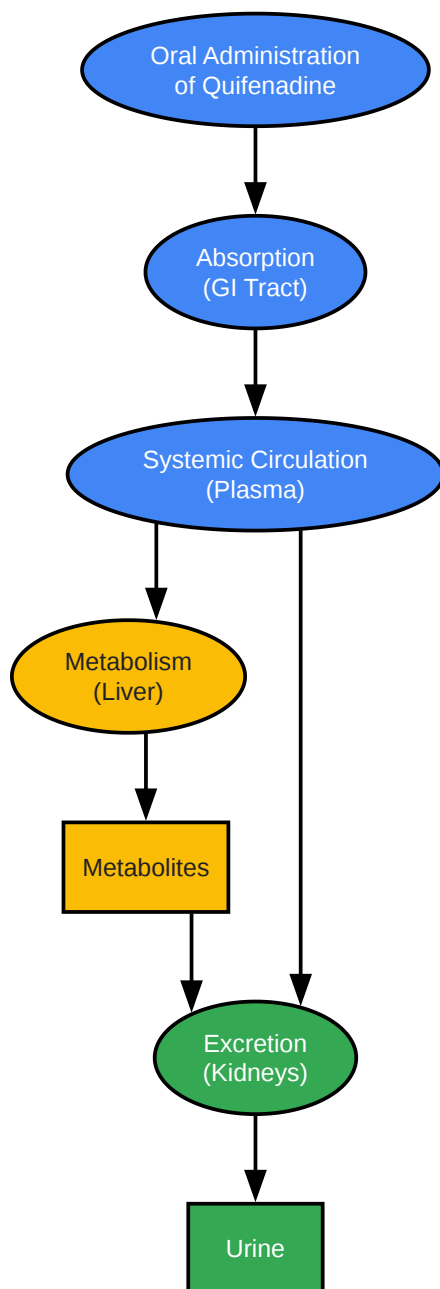 Oral Administration
of Quifenadine
Absorption
(GI Tract)
Systemic Circulation
(Plasma)
Metabolism
(Liver)
Metabolites
Excretion
(Kidneys)
Urine